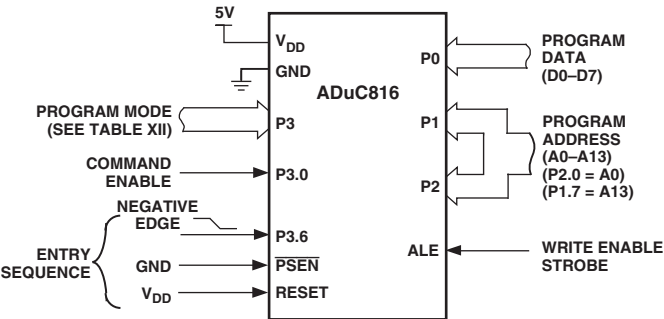 5V
VDD
GND
ADuC816
P0
PROGRAM
DATA
(D0–D7)
PROGRAM MODE
(SEE TABLE XII)
P3
P1
PROGRAM
ADDRESS
(A0–A13)
(P2.0 = A0)
(P1.7 = A13)
COMMAND
ENABLE
P3.0
P2
NEGATIVE
EDGE
P3.6
ENTRY
SEQUENCE
GND
PSEN
VDD
RESET
ALE
WRITE ENABLE
STROBE